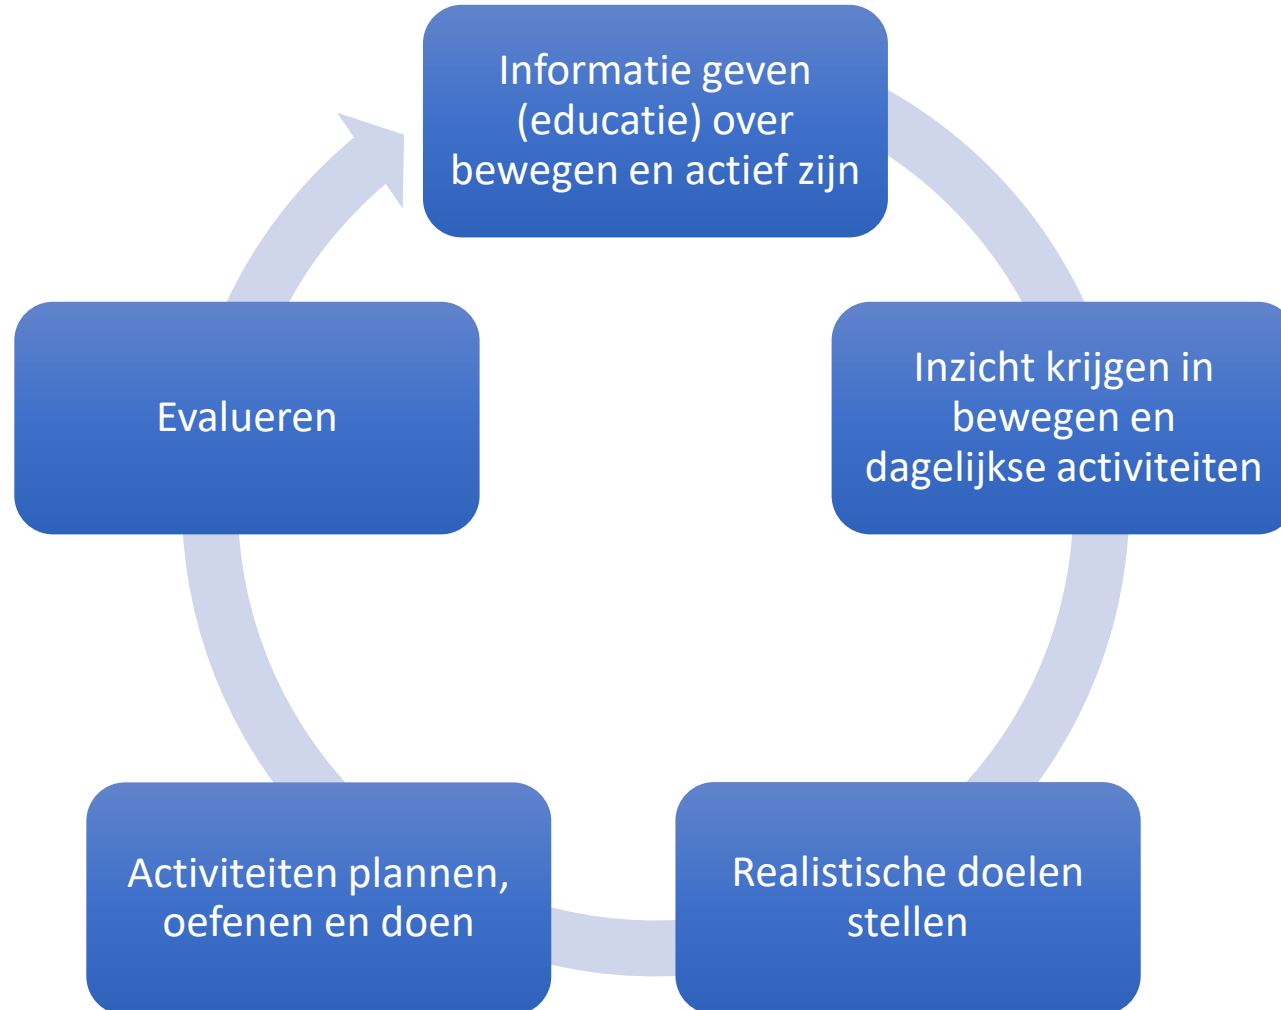 Informatie geven
(educatie) over
bewegen en actief zijn
Inzicht krijgen in
bewegen en
dagelijkse activiteiten
Realistische doelen
stellen
Activiteiten plannen,
oefenen en doen
Evalueren